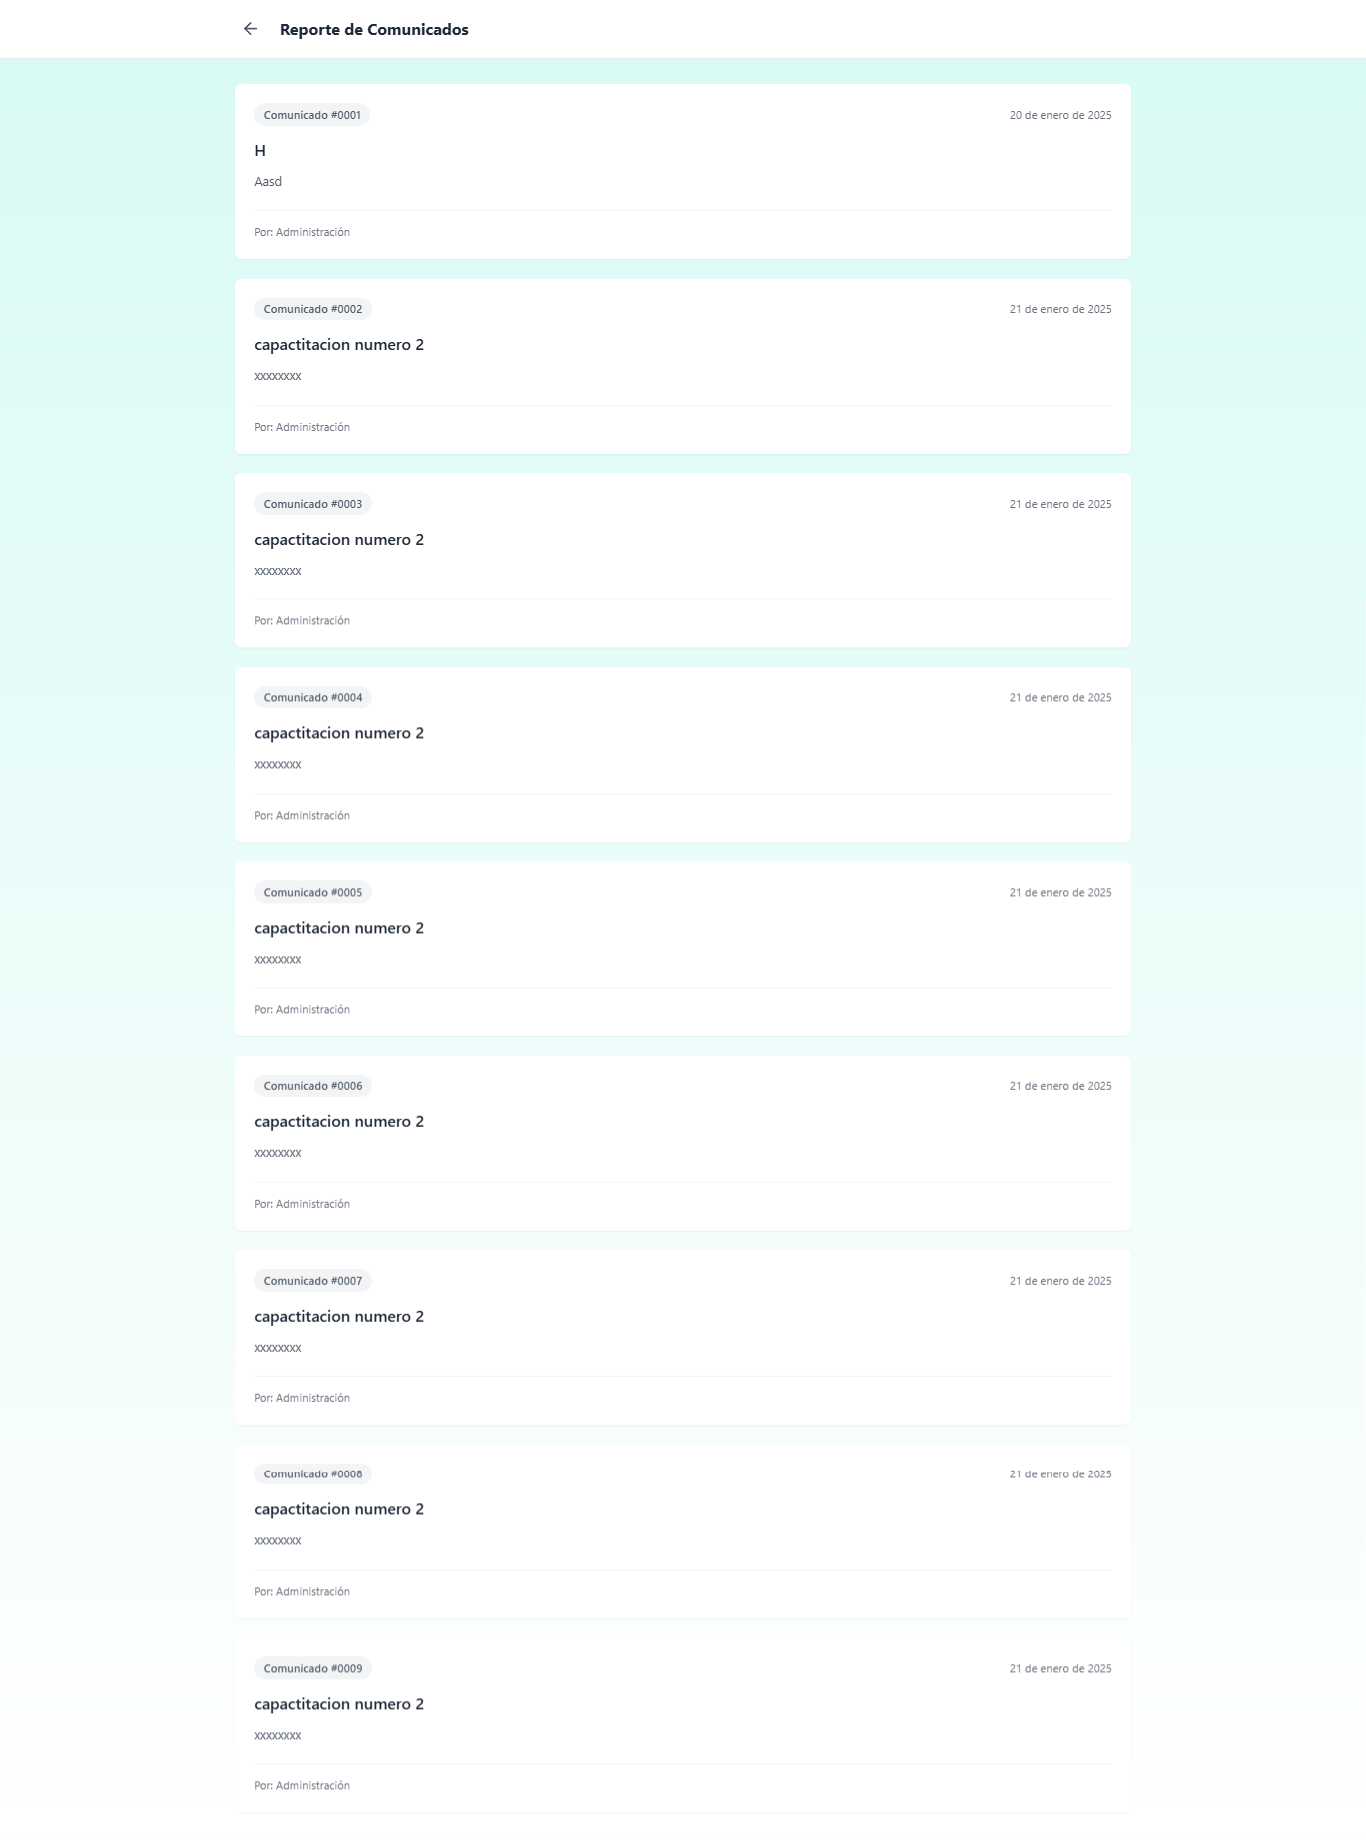 Reporte de Comunicados
Comunicado #0001
20 de enero de 2025
H
Aasd
Por: Administración
Comunicado #0002
21 de enero de 2025
capactitacion numero 2
xxxxxxxx
Por: Administración
Comunicado #0003
21 de enero de 2025
capactitacion numero 2
xxxxxxxx
Por: Administración
Comunicado #0004
21 de enero de 2025
capactitacion numero 2
xxxxxxxx
Por: Administración
Comunicado #0005
21 de enero de 2025
capactitacion numero 2
xxxxxxxx
Por: Administración
Comunicado #0006
21 de enero de 2025
capactitacion numero 2
xxxxxxxx
Por: Administración
Comunicado #0007
21 de enero de 2025
capactitacion numero 2
xxxxxxxx
Por: Administración
Comunicado #0008
21 de enero de 2025
capactitacion numero 2
xxxxxxxx
Por: Administración
Comunicado #0009
21 de enero de 2025
capactitacion numero 2
xxxxxxxx
Por: Administración